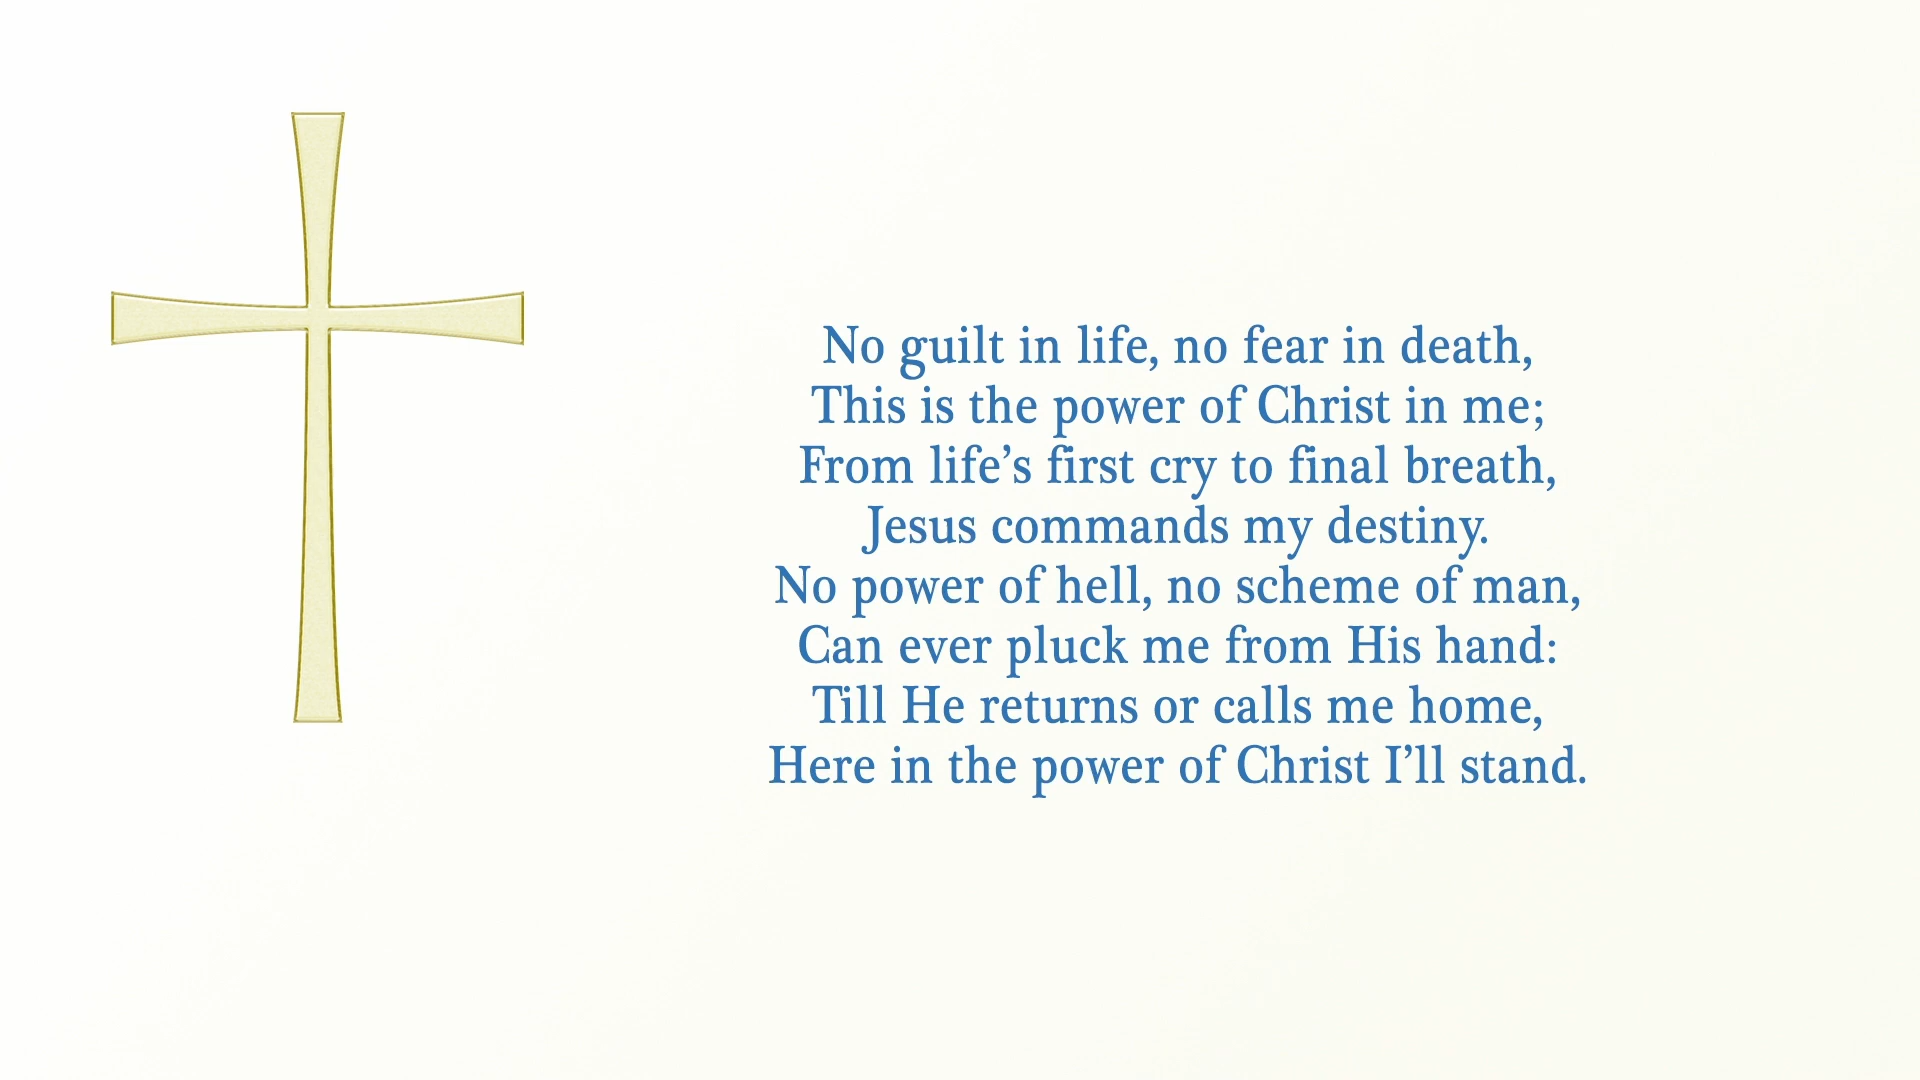 No guilt in life, no fear in death,
This is the power of Christ in me;
From life’s first cry to final breath,
Jesus commands my destiny.
No power of hell, no scheme of man,
Can ever pluck me from His hand:
Till He returns or calls me home,
Here in the power of Christ I’ll stand.